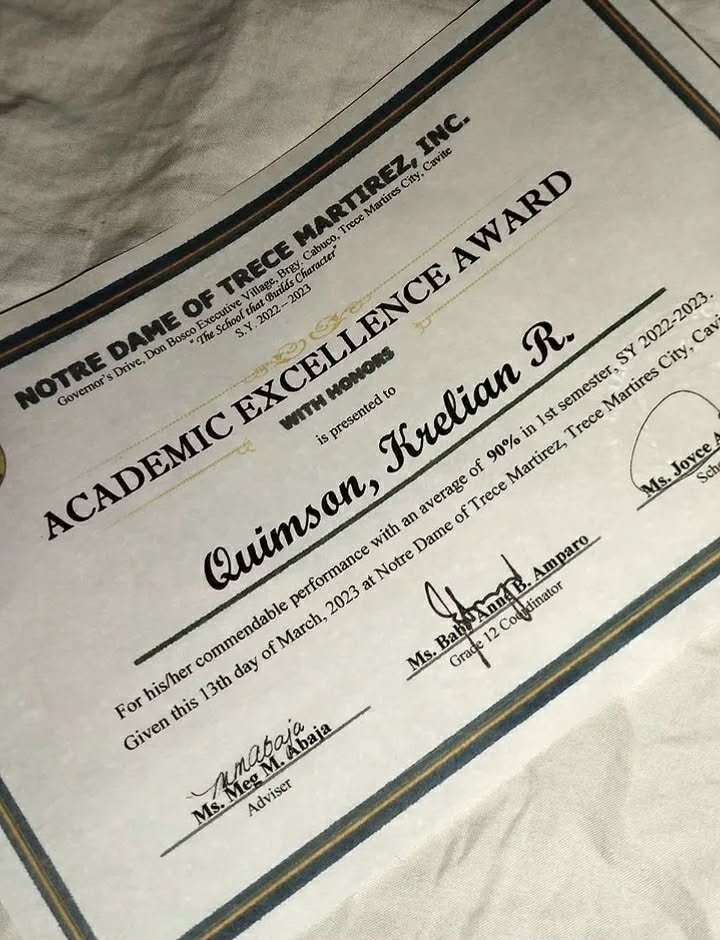 NOTRE DAME OF TRECE MARTIREZ, INC.
Governor's Drive, Don Bosco Executive Village, Brgy. Cabuco, Trece Martires City, Cavite
"The School that Builds Character"
S.Y. 2022 – 2023
ACADEMIC EXCELLENCE AWARD
WITH HONORS
is presented to
Quimson, Krelian R.
For his/her commendable performance with an average of 90% in 1st semester, SY 2022-2023.
Given this 13th day of March, 2023 at Notre Dame of Trece Martirez, Trece Martires City, Cavi
Ms. Joyce A
Sch
Ms. Anne B. Amparo
Grade 12 Coordinator
mmabaja
Ms. Meg M. Abaja
Adviser